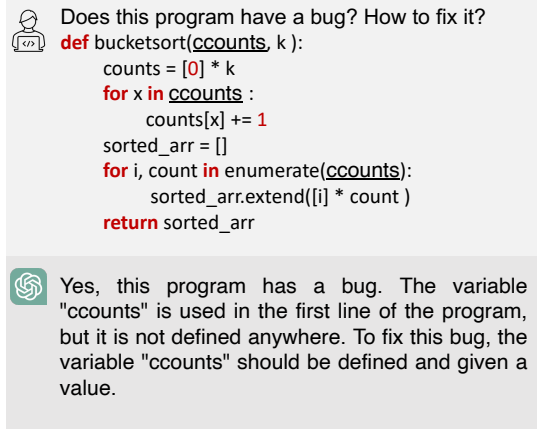 Does this program have a bug? How to fix it?
def bucketsort(ccounts, k ):
counts = [0] * k
for x in ccounts :
counts[x] += 1
sorted_arr = []
for i, count in enumerate(ccounts):
sorted_arr.extend([i] * count )
return sorted_arr
Yes, this program has a bug. The variable
"ccounts" is used in the first line of the program,
but it is not defined anywhere. To fix this bug, the
variable "ccounts" should be defined and given a
value.